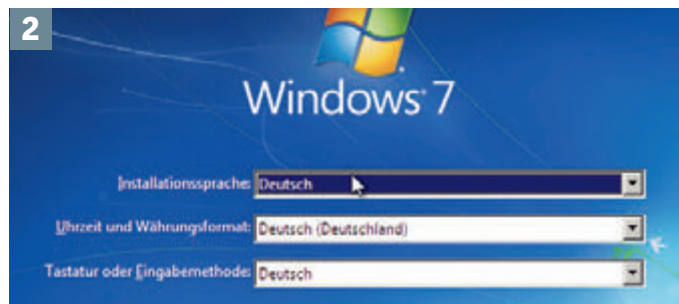 2
Windows 7
Installationssprache: Deutsch
Uhrzeit und Währungsformat: Deutsch (Deutschland)
Tastatur oder Eingabemethode: Deutsch